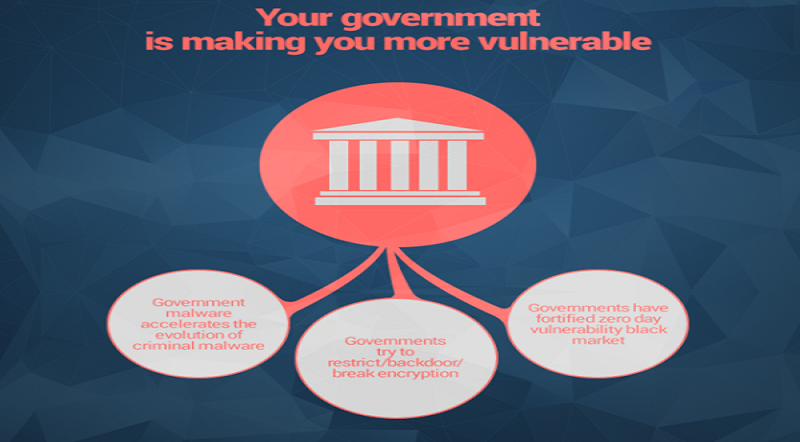 Your government
is making you more vulnerable
Government
malware
accelerates the
evolution of
criminal malware
Governments
try to
restrict/backdoor/
break encryption
Governments have
fortified zero day
vulnerability black
market